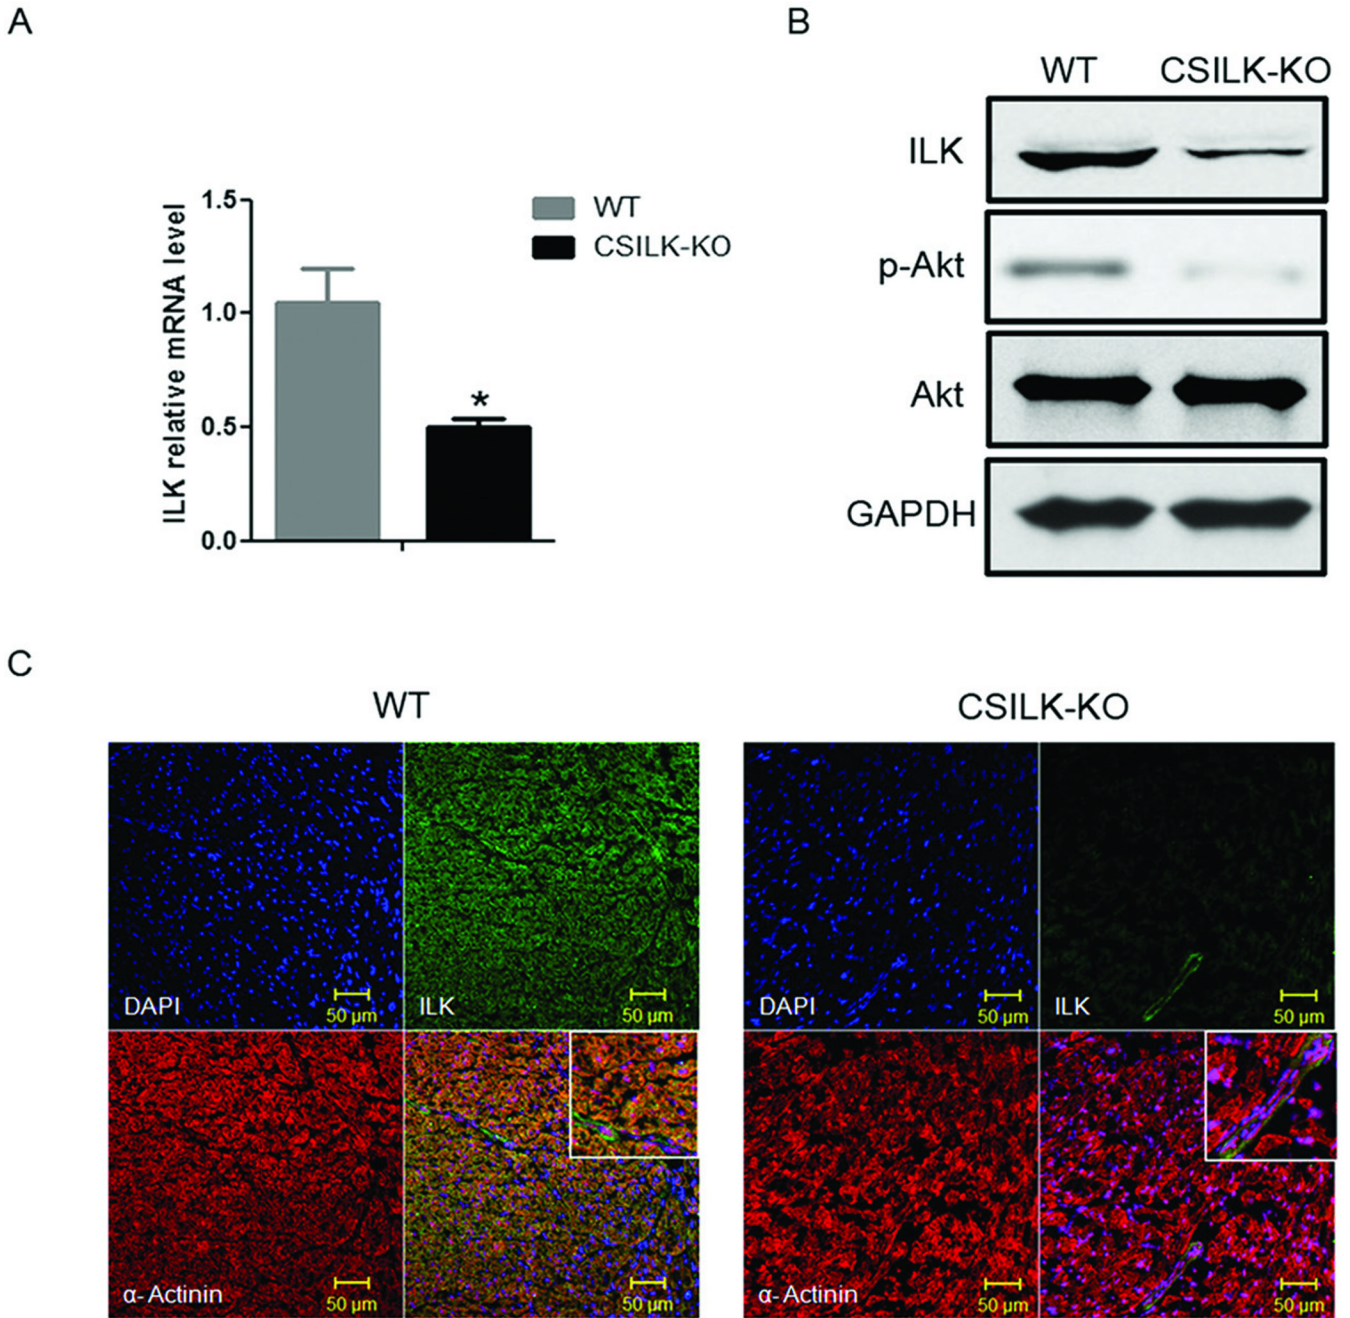 A
B
WT CSILK-KO
ILK
p-Akt
Akt
GAPDH
ILK relative mRNA level
1.5
1.0
0.5
0.0
*
WT
CSILK-KO
C
WT
CSILK-KO
DAPI
50 µm
ILK
50 µm
DAPI
50 µm
ILK
50 µm
α- Actinin
50 µm
50 µm
α- Actinin
50 µm
50 µm